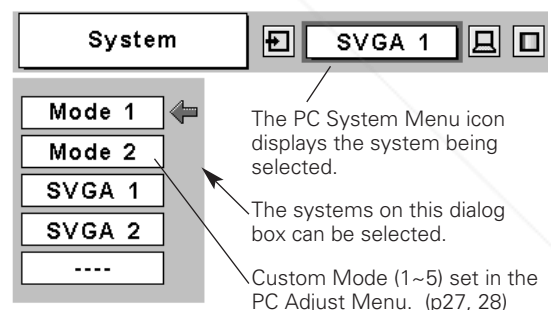 System
SVGA 1
Mode 1
Mode 2
SVGA 1
SVGA 2
----
The PC System Menu icon
displays the system being
selected.
The systems on this dialog
box can be selected.
Custom Mode (1~5) set in the
PC Adjust Menu. (p27, 28)